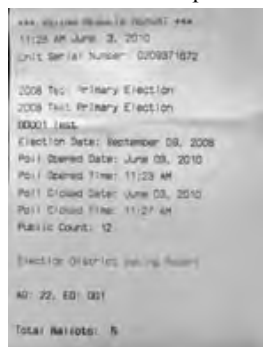 11:29 AM June 3, 2010
Unit Serial Number: 0209371672
2008 Test Primary Election
2008 Test Primary Election
00001 Test
Election Date: September 09, 2008
Poll Opened Date: June 03, 2010
Poll Opened Time: 11:23 AM
Poll Closed Date: June 03, 2010
Poll Closed Time: 11:27 AM
Public Count: 12
Election District Report
AD: 22, ED: 001
Total Ballots: